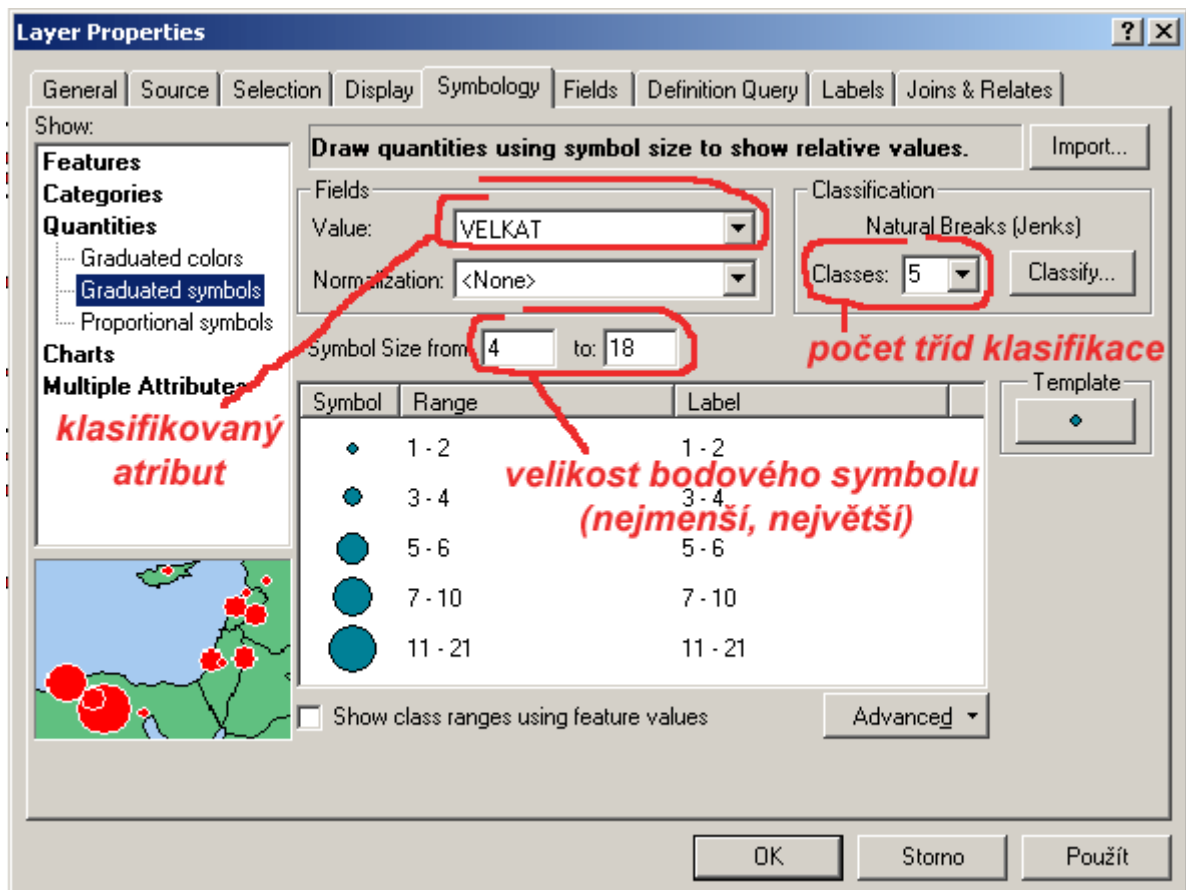 Layer Properties
General Source Selection Display Symbology Fields Definition Query Labels Joins & Relates
Show:
Features
Categories
Quantities
Graduated colors
Graduated symbols
Proportional symbols
Charts
Multiple Attributes
Draw quantities using symbol size to show relative values.
Import...
Fields
Value: VELKAT
Normalization: <None>
Classification
Natural Breaks (Jenks)
Classes: 5 Classify...
klasifikovaný
atribut
počet tříd klasifikace
Symbol Size from: 4 to: 18
velikost bodového symbolu
(nejmenší, největší)
Symbol Range Label
1 - 2 1 - 2
3 - 4 3 - 4
5 - 6 5 - 6
7 - 10 7 - 10
11 - 21 11 - 21
Template
Show class ranges using feature values
Advanced
OK Storno Použít